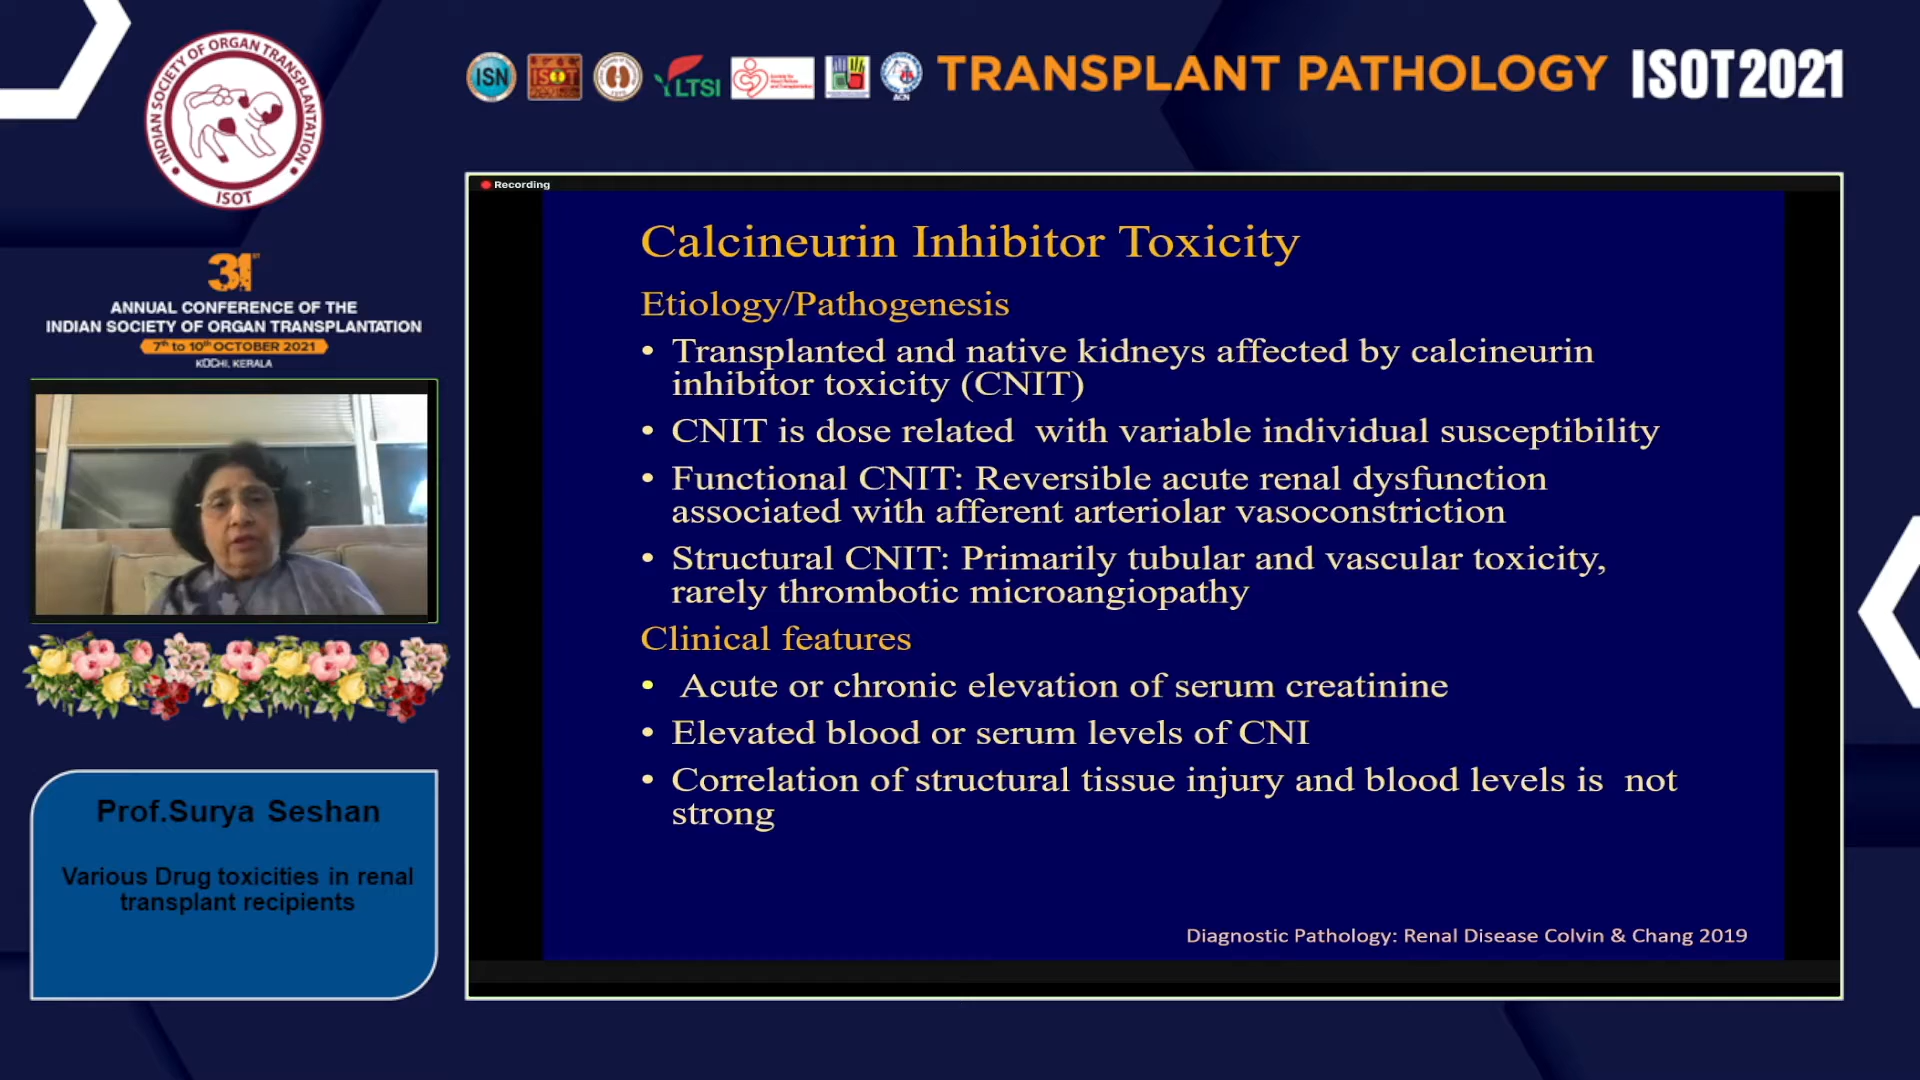 INDIAN SOCIETY OF ORGAN TRANSPLANTATION
ISOT
ISN
ISOT
LTSI
ACN
TRANSPLANT PATHOLOGY ISOT2021
31ST
ANNUAL CONFERENCE OF THE
INDIAN SOCIETY OF ORGAN TRANSPLANTATION
7th to 10th OCTOBER 2021
KOCHI, KERALA
Prof.Surya Seshan
Various Drug toxicities in renal
transplant recipients
Recording
Calcineurin Inhibitor Toxicity
Etiology/Pathogenesis
• Transplanted and native kidneys affected by calcineurin
inhibitor toxicity (CNIT)
• CNIT is dose related with variable individual susceptibility
• Functional CNIT: Reversible acute renal dysfunction
associated with afferent arteriolar vasoconstriction
• Structural CNIT: Primarily tubular and vascular toxicity,
rarely thrombotic microangiopathy
Clinical features
• Acute or chronic elevation of serum creatinine
• Elevated blood or serum levels of CNI
• Correlation of structural tissue injury and blood levels is not
strong
Diagnostic Pathology: Renal Disease Colvin & Chang 2019